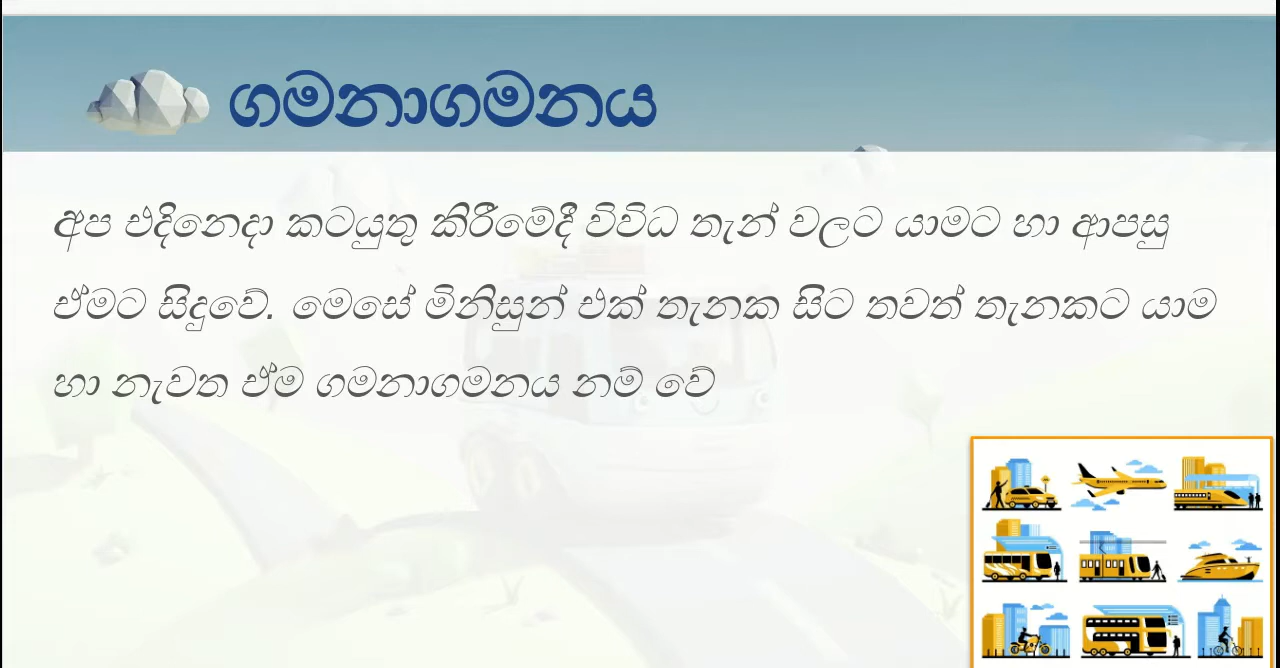 ගමනාගමනය
අප එදිනෙදා කටයුතු කිරීමේදී විවිධ තැන් වලට යාමට හා ආපසු
ඒමට සිදුවේ. මෙසේ මිනිසුන් එක් තැනක සිට තවත් තැනකට යාම
හා නැවත ඒම ගමනාගමනය නම් වේ